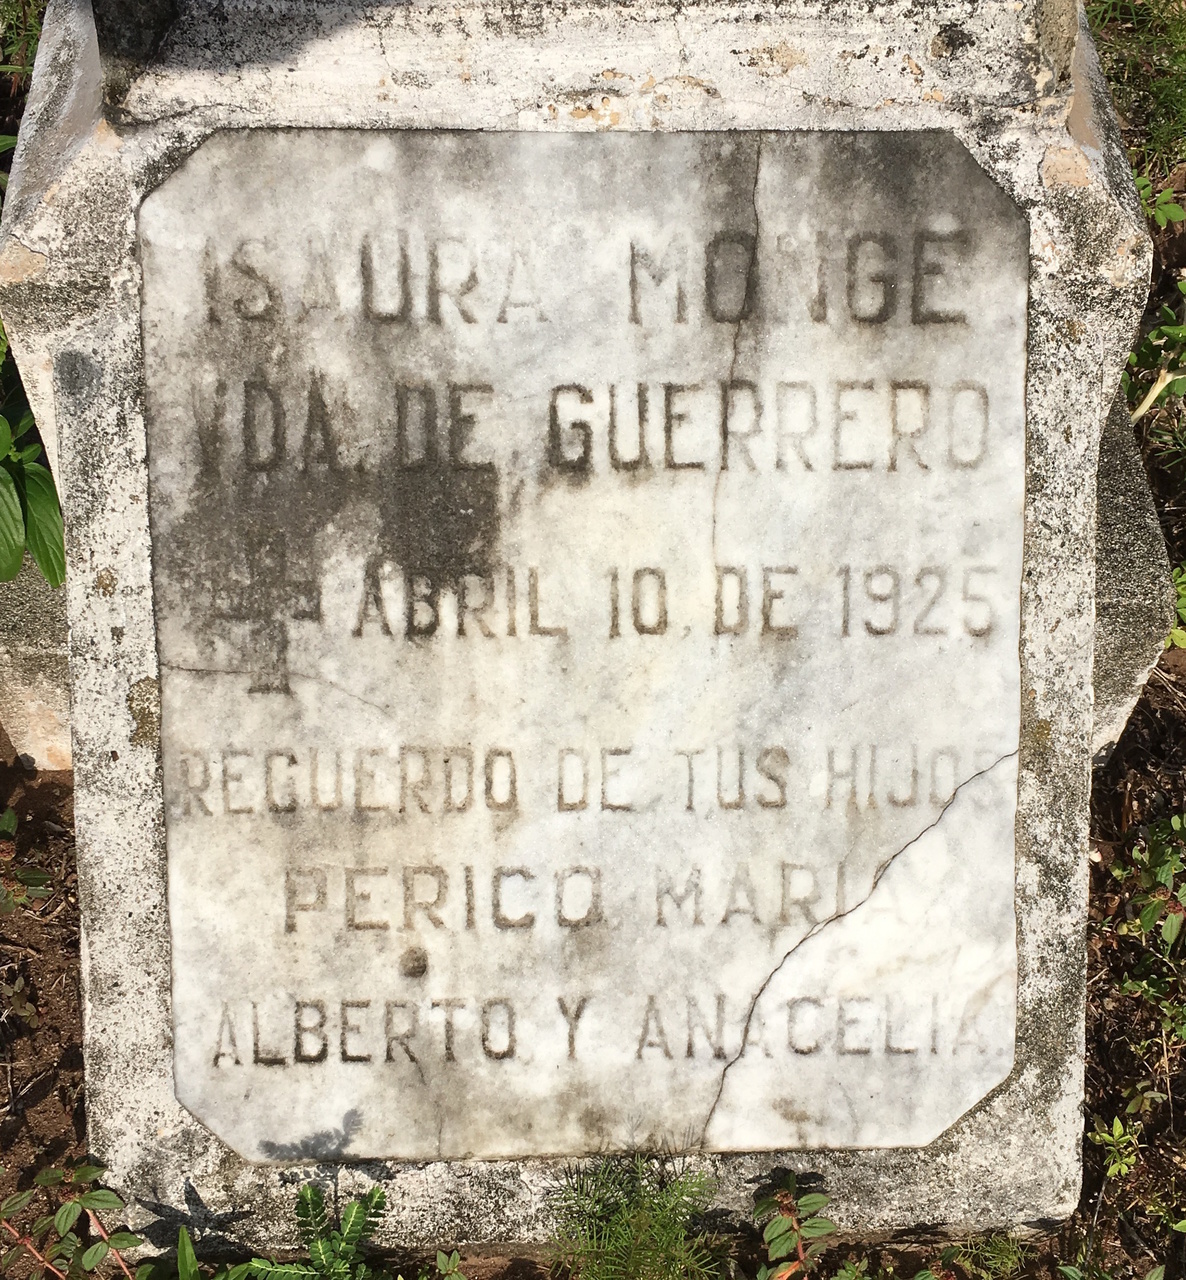 ISAURA MONGE
VDA. DE GUERRERO
ABRIL 10, DE 1925
RECUERDO DE TUS HIJOS
PERICO MARIA
ALBERTO Y ANACELIA.